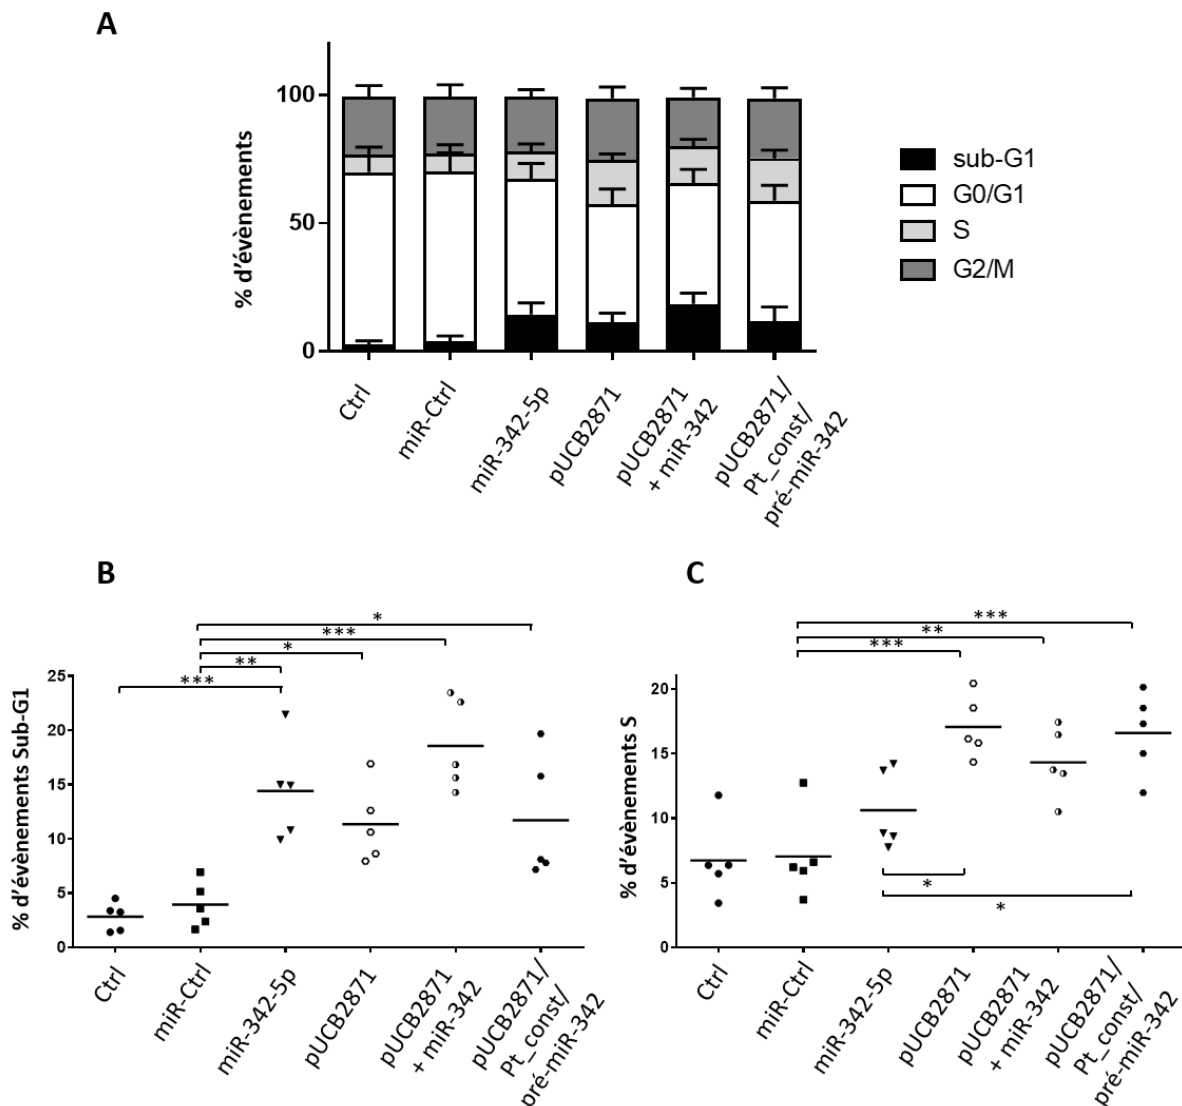 A
% d'évènements
100
50
0
Ctrl
miR-Ctrl
miR-342-5p
pUCB2871
pUCB2871
+ miR-342
pUCB2871/
Pt_const/
pré-miR-342
sub-G1
G0/G1
S
G2/M
B
% d'évènements Sub-G1
25
20
15
10
5
0
*
***
*
**
***
Ctrl
miR-Ctrl
miR-342-5p
pUCB2871
pUCB2871
+ miR-342
pUCB2871/
Pt_const/
pré-miR-342
C
% d'évènements S
20
15
10
5
0
***
**
***
*
*
Ctrl
miR-Ctrl
miR-342-5p
pUCB2871
pUCB2871
+ miR-342
pUCB2871/
Pt_const/
pré-miR-342